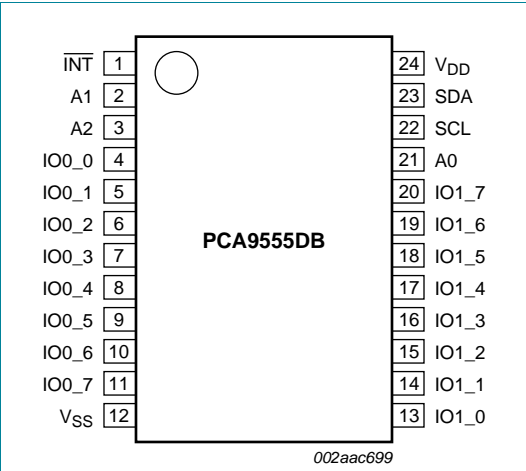 INT 1 24 VDD
A1 2 23 SDA
A2 3 22 SCL
IO0_0 4 21 A0
IO0_1 5 20 IO1_7
IO0_2 6 19 IO1_6
PCA9555DB
IO0_3 7 18 IO1_5
IO0_4 8 17 IO1_4
IO0_5 9 16 IO1_3
IO0_6 10 15 IO1_2
IO0_7 11 14 IO1_1
VSS 12 13 IO1_0
002aac699